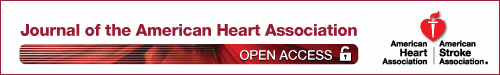 Journal of the American Heart Association
OPEN ACCESS
American Heart Association
American Stroke Association®